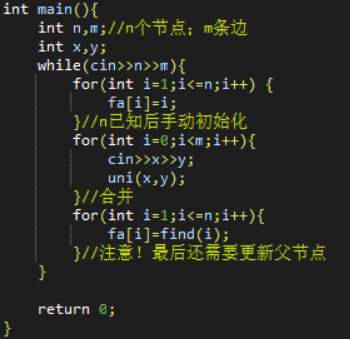 int main(){
    int n,m;//n个节点；m条边
    int x,y;
    while(cin>>n>>m){
        for(int i=1;i<=n;i++) {
            fa[i]=i;
        }//n已知后手动初始化
        for(int i=0;i<m;i++){
            cin>>x>>y;
            uni(x,y);
        }//合并
        for(int i=1;i<=n;i++){
            fa[i]=find(i);
        }//注意！最后还需要更新父节点
    }
    return 0;
}